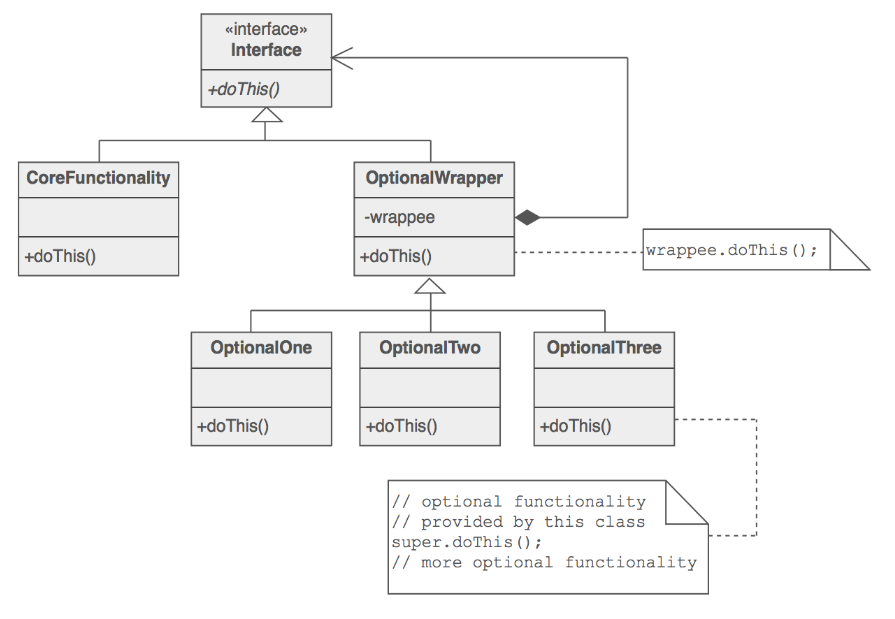 «interface»
Interface
+doThis()
CoreFunctionality
+doThis()
OptionalWrapper
-wrappee
+doThis()
wrappee.doThis();
OptionalOne
+doThis()
OptionalTwo
+doThis()
OptionalThree
+doThis()
// optional functionality
// provided by this class
super.doThis();
// more optional functionality